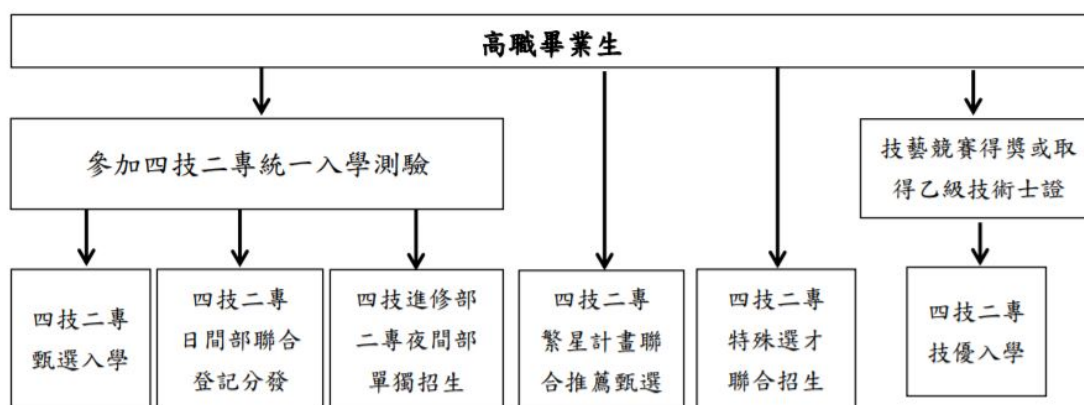 高職畢業生
參加四技二專統一入學測驗
技藝競賽得獎或取
得乙級技術士證
四技二專
甄選入學
四技二專
日間部聯合
登記分發
四技進修部
二專夜間部
單獨招生
四技二專
繁星計畫聯
合推薦甄選
四技二專
特殊選才
聯合招生
四技二專
技優入學